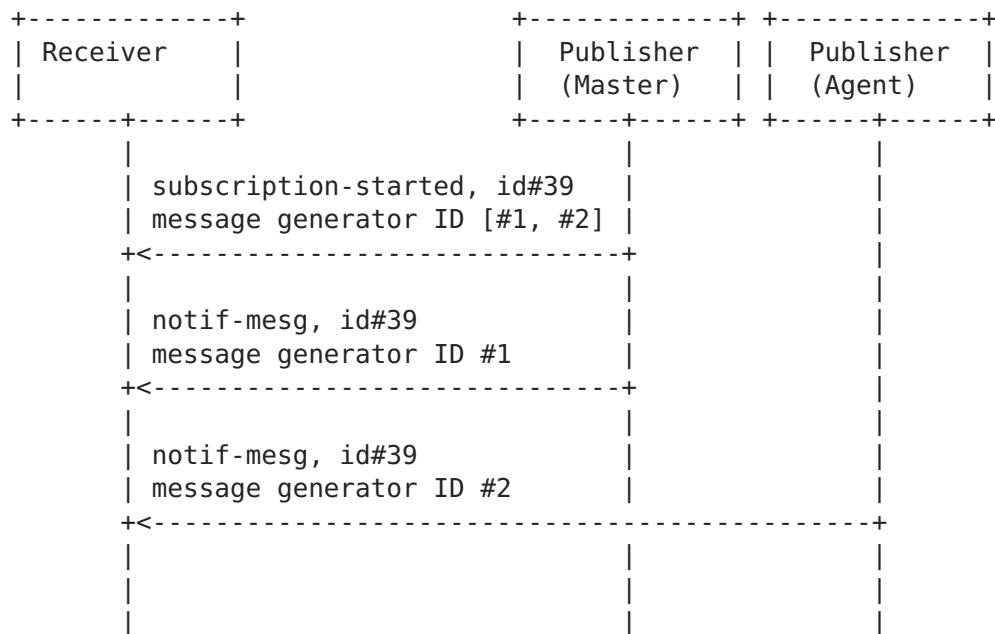 Receiver
Publisher
(Master)
Publisher
(Agent)
subscription-started, id#39
message generator ID [#1, #2]
notif-mesg, id#39
message generator ID #1
notif-mesg, id#39
message generator ID #2